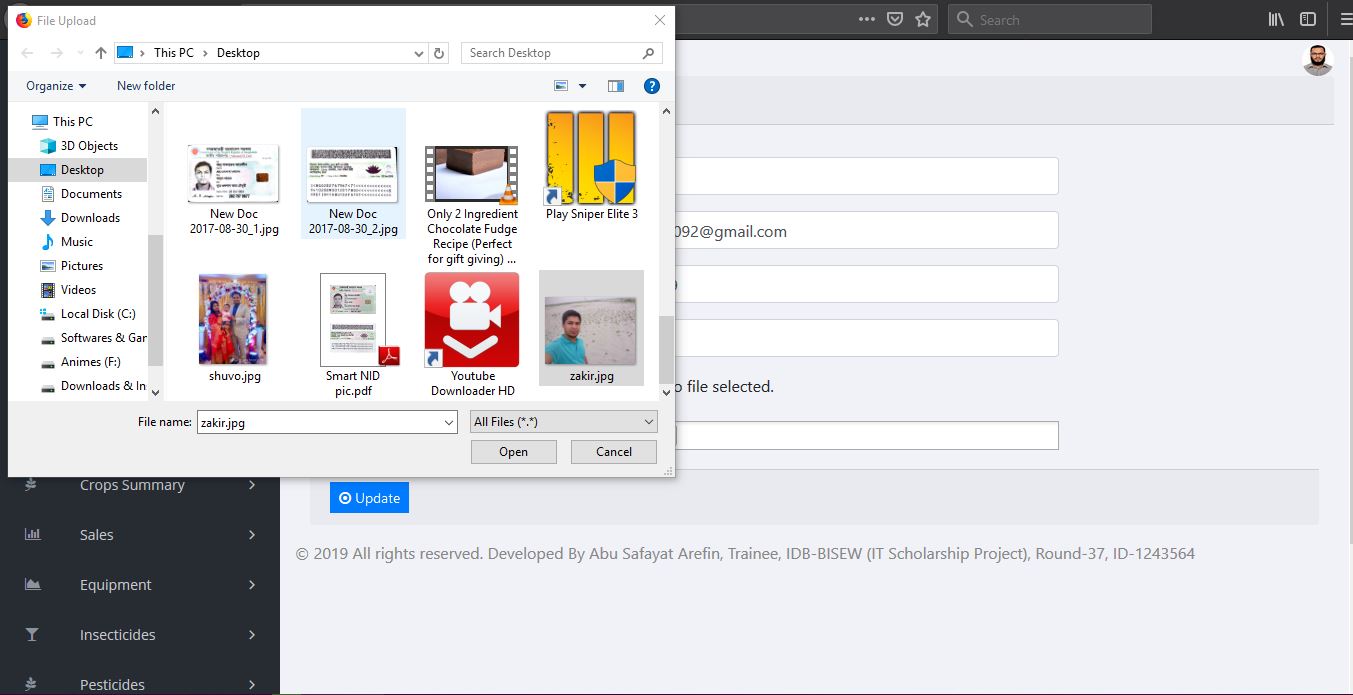 File Upload
Search
This PC
Desktop
Search Desktop
Organize
New folder
This PC
3D Objects
Desktop
Documents
Downloads
Music
Pictures
Videos
Local Disk (C:)
Softwares & Gar
Animes (F:)
Downloads & In
New Doc
2017-08-30_1.jpg
New Doc
2017-08-30_2.jpg
Only 2 Ingredient
Chocolate Fudge
Recipe (Perfect
for gift giving) ...
Play Sniper Elite 3
shuvo.jpg
Smart NID
pic.pdf
Youtube
Downloader HD
zakir.jpg
File name:
zakir.jpg
All Files (*.*)
Open
Cancel
092@gmail.com
9
o file selected.
Update
© 2019 All rights reserved. Developed By Abu Safayat Arefin, Trainee, IDB-BISEW (IT Scholarship Project), Round-37, ID-1243564
Crops Summary
Sales
Equipment
Insecticides
Pesticides